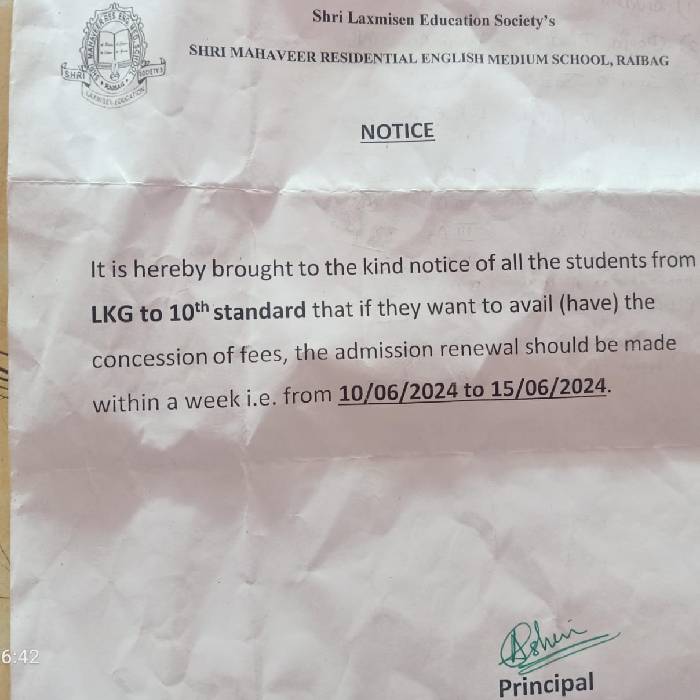 Shri Laxmisen Education Society's
SHRI MAHAVEER RESIDENTIAL ENGLISH MEDIUM SCHOOL, RAIBAG
NOTICE
It is hereby brought to the kind notice of all the students from
LKG to 10th standard that if they want to avail (have) the
concession of fees, the admission renewal should be made
within a week i.e. from 10/06/2024 to 15/06/2024.
Principal
SHRI
6:42